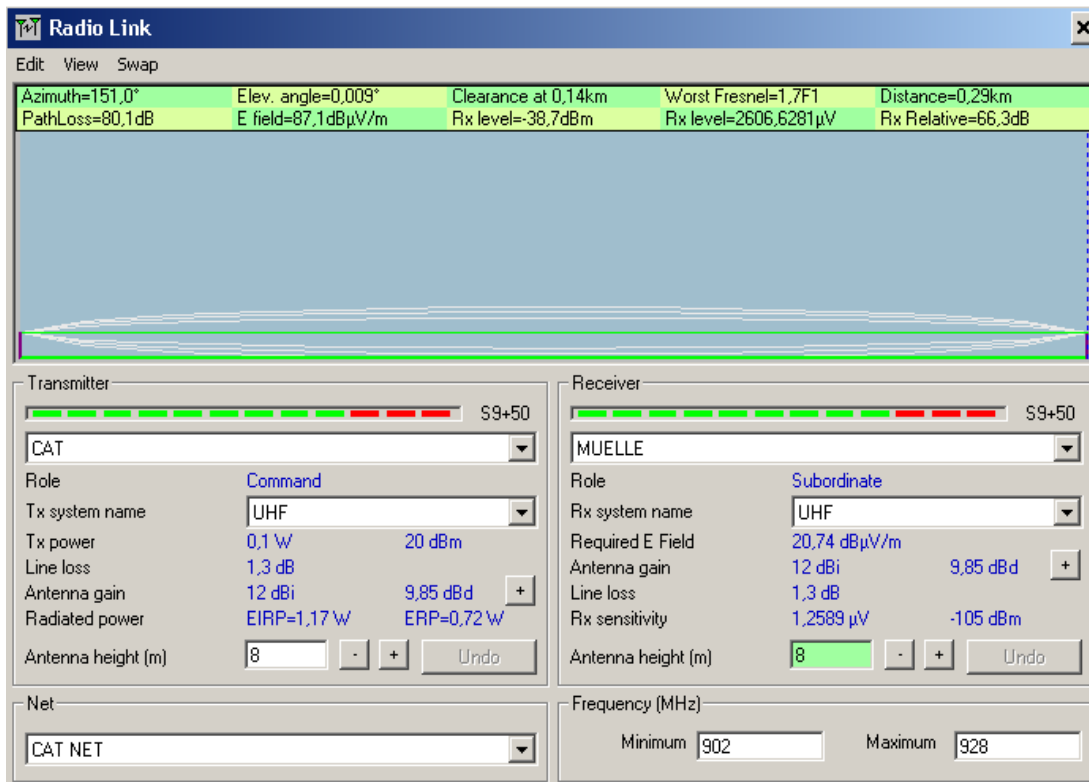 Radio Link
Edit View Swap
Azimuth=151,0° Elev. angle=0,009° Clearance at 0,14km Worst Fresnel=1,7F1 Distance=0,29km
PathLoss=80,1dB E field=87,1dBµV/m Rx level=-38,7dBm Rx level=2606,6281µV Rx Relative=66,3dB
Transmitter
S9+50
CAT
Role Command
Tx system name UHF
Tx power 0,1 W 20 dBm
Line loss 1,3 dB
Antenna gain 12 dBi 9,85 dBd +
Radiated power EIRP=1,17 W ERP=0,72 W
Antenna height (m) 8 - + Undo
Net
CAT NET
Receiver
S9+50
MUELLE
Role Subordinate
Rx system name UHF
Required E Field 20,74 dBµV/m
Antenna gain 12 dBi 9,85 dBd +
Line loss 1,3 dB
Rx sensitivity 1,2589 µV -105 dBm
Antenna height (m) 8 - + Undo
Frequency (MHz)
Minimum 902 Maximum 928